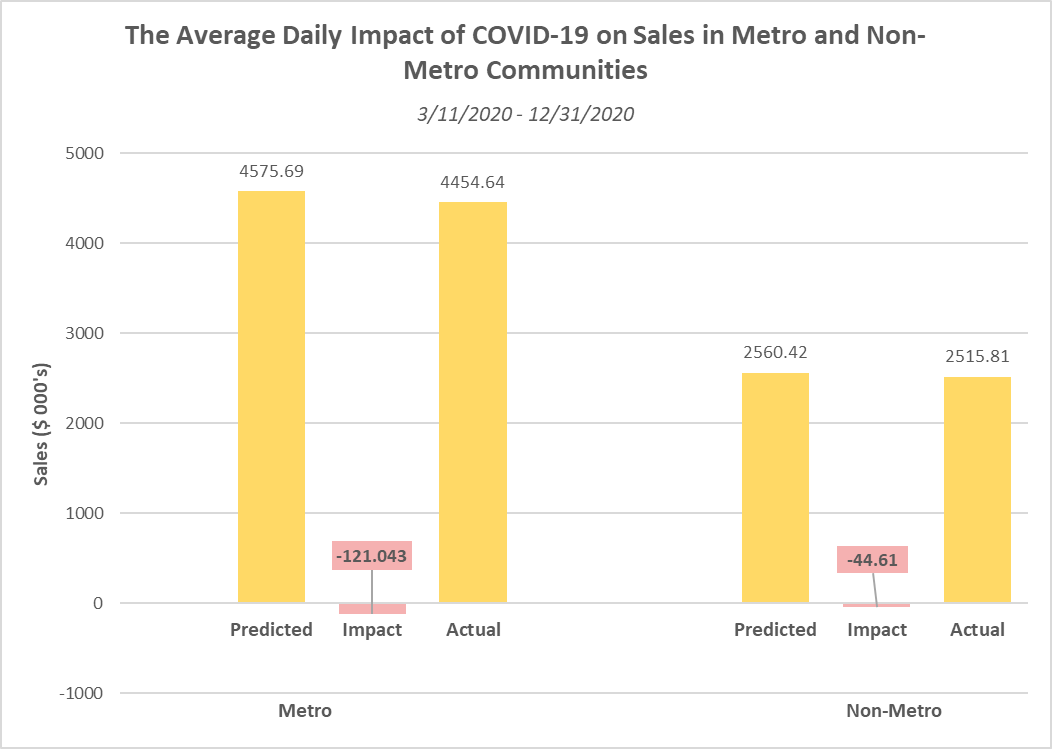 The Average Daily Impact of COVID-19 on Sales in Metro and Non-
Metro Communities
3/11/2020 - 12/31/2020
Sales ($ 000's)
5000
4000
3000
2000
1000
0
-1000
4575.69
-121.043
4454.64
2560.42
-44.61
2515.81
Predicted
Impact
Actual
Predicted
Impact
Actual
Metro
Non-Metro